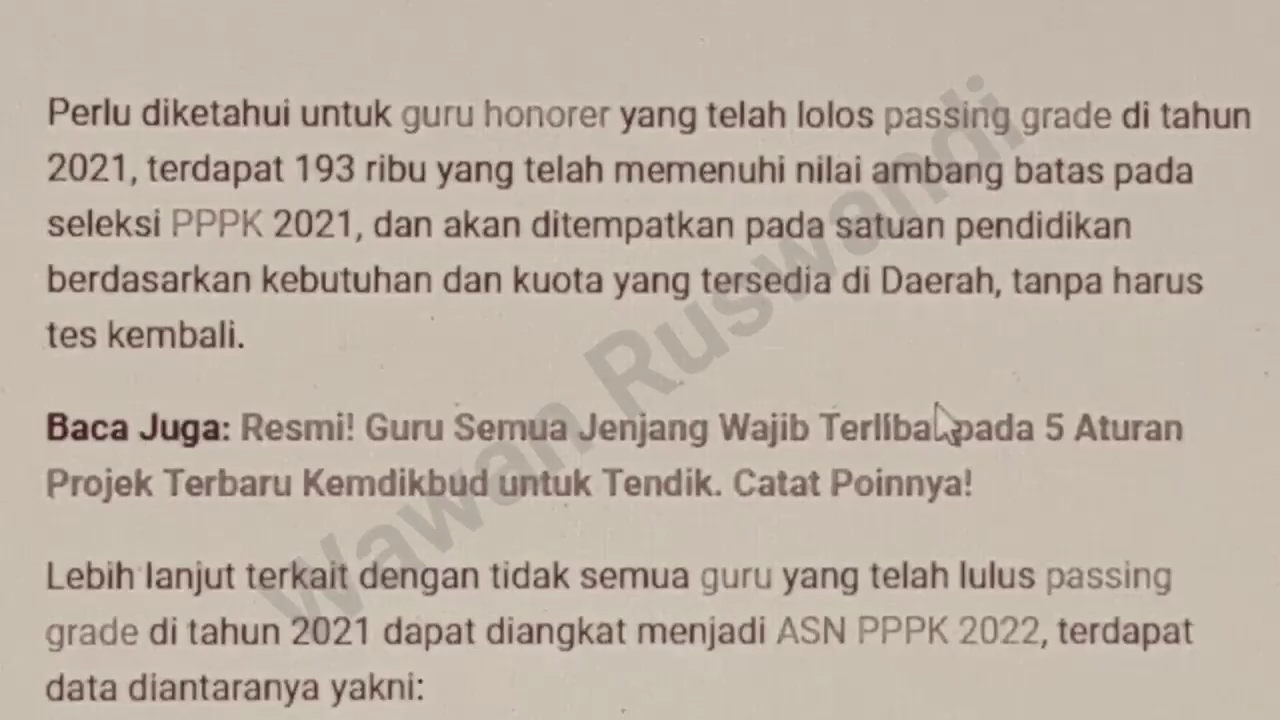 Perlu diketahui untuk guru honorer yang telah lolos passing grade di tahun
2021, terdapat 193 ribu yang telah memenuhi nilai ambang batas pada
seleksi PPPK 2021, dan akan ditempatkan pada satuan pendidikan
berdasarkan kebutuhan dan kuota yang tersedia di Daerah, tanpa harus
tes kembali.
Baca Juga: Resmi! Guru Semua Jenjang Wajib Terlibat pada 5 Aturan
Projek Terbaru Kemdikbud untuk Tendik. Catat Poinnya!
Lebih lanjut terkait dengan tidak semua guru yang telah lulus passing
grade di tahun 2021 dapat diangkat menjadi ASN PPPK 2022, terdapat
data diantaranya yakni:
Wawan Ruswandi